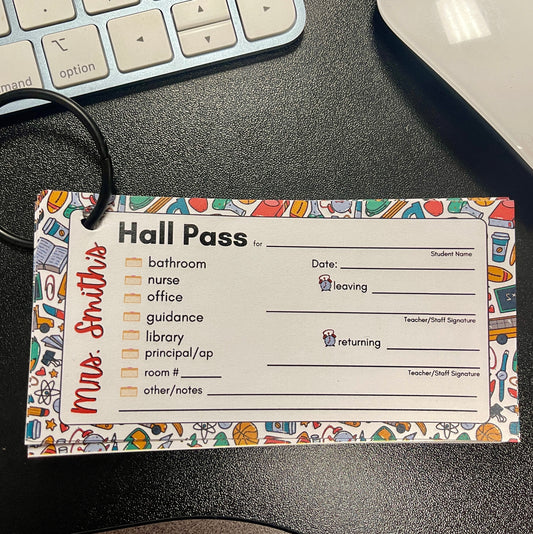 mmand
option
Mrs. Smith's
Hall Pass for
Student Name
bathroom
nurse
office
guidance
library
principal/ap
room #
other/notes
Date:
leaving
Teacher/Staff Signature
returning
Teacher/Staff Signature